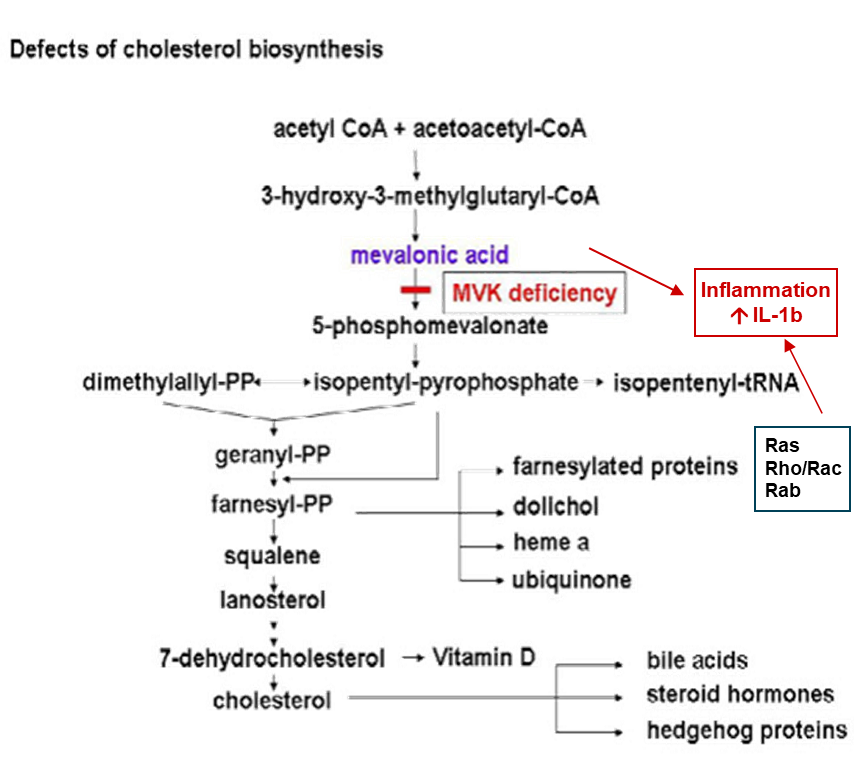 Defects of cholesterol biosynthesis
acetyl CoA + acetoacetyl-CoA
3-hydroxy-3-methylglutaryl-CoA
mevalonic acid
MVK deficiency
Inflammation
↑ IL-1b
5-phosphomevalonate
dimethylallyl-PP
isopentyl-pyrophosphate
isopentenyl-tRNA
Ras
Rho/Rac
Rab
geranyl-PP
farnesyl-PP
farnesylated proteins
dolichol
heme a
ubiquinone
squalene
lanosterol
7-dehydrocholesterol
Vitamin D
cholesterol
bile acids
steroid hormones
hedgehog proteins